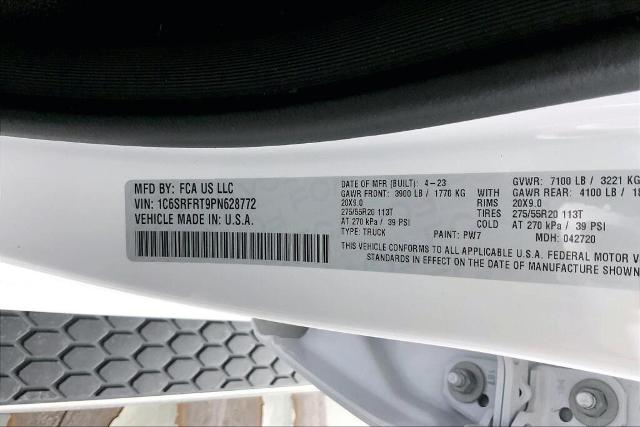 MFD BY: FCA US LLC
VIN: 1C6SRFRT9PN628772
VEHICLE MADE IN U.S.A.
DATE OF MFR (BUILT): 4-23 GVWR: 7100 LB / 3221 KG
GAWR FRONT: 3900 LB / 1770 KG WITH GAWR REAR: 4100 LB / 18
20X9.0 RIMS 20X9.0
275/55R20 113T TIRES 275/55R20 113T
AT 270 kPa / 39 PSI COLD AT 270 kPa / 39 PSI
TYPE: TRUCK PAINT: PW7 MDH: 042720
THIS VEHICLE CONFORMS TO ALL APPLICABLE U.S.A. FEDERAL MOTOR V
STANDARDS IN EFFECT ON THE DATE OF MANUFACTURE SHOWN